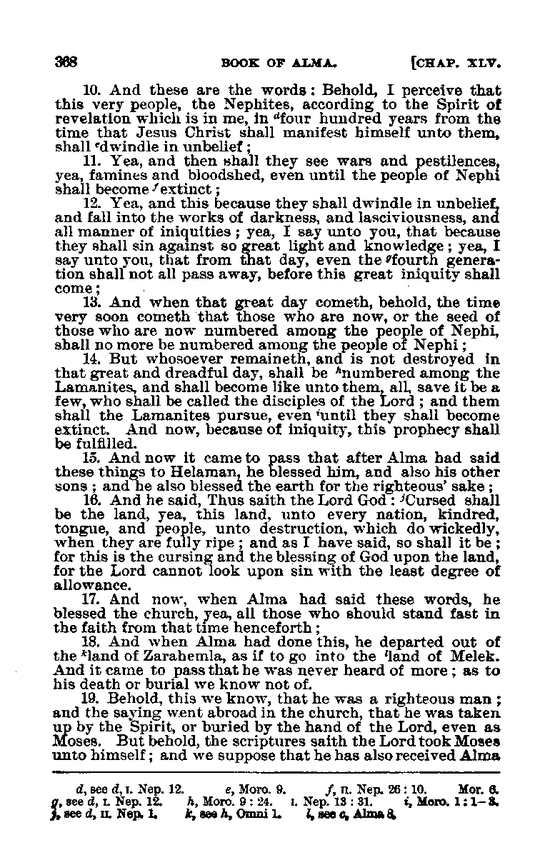 368 BOOK OF ALMA. [CHAP. XLV.
10. And these are the words : Behold, I perceive that
this very people, the Nephites, according to the Spirit of
revelation which is in me, in dfour hundred years from the
time that Jesus Christ shall manifest himself unto them,
shall edwindle in unbelief ;
11. Yea, and then shall they see wars and pestilences,
yea, famines and bloodshed, even until the people of Nephi
shall become fextinct ;
12. Yea, and this because they shall dwindle in unbelief,
and fall into the works of darkness, and lasciviousness, and
all manner of iniquities ; yea, I say unto you, that because
they shall sin against so great light and knowledge ; yea, I
say unto you, that from that day, even the gfourth genera-
tion shall not all pass away, before this great iniquity shall
come ;
13. And when that great day cometh, behold, the time
very soon cometh that those who are now, or the seed of
those who are now numbered among the people of Nephi,
shall no more be numbered among the people of Nephi ;
14. But whosoever remaineth, and is not destroyed in
that great and dreadful day, shall be hnumbered among the
Lamanites, and shall become like unto them, all, save it be a
few, who shall be called the disciples of the Lord ; and them
shall the Lamanites pursue, even iuntil they shall become
extinct. And now, because of iniquity, this prophecy shall
be fulfilled.
15. And now it came to pass that after Alma had said
these things to Helaman, he blessed him, and also his other
sons ; and he also blessed the earth for the righteous' sake ;
16. And he said, Thus saith the Lord God : jCursed shall
be the land, yea, this land, unto every nation, kindred,
tongue, and people, unto destruction, which do wickedly,
when they are fully ripe ; and as I have said, so shall it be ;
for this is the cursing and the blessing of God upon the land,
for the Lord cannot look upon sin with the least degree of
allowance.
17. And now, when Alma had said these words, he
blessed the church, yea, all those who should stand fast in
the faith from that time henceforth ;
18. And when Alma had done this, he departed out of
the kland of Zarahemla, as if to go into the lland of Melek.
And it came to pass that he was never heard of more ; as to
his death or burial we know not of.
19. Behold, this we know, that he was a righteous man ;
and the saying went abroad in the church, that he was taken
up by the Spirit, or buried by the hand of the Lord, even as
Moses. But behold, the scriptures saith the Lord took Moses
unto himself ; and we suppose that he has also received Alma
d, see d, I. Nep. 12. e, Moro. 9. f, II. Nep. 26 : 10. Mor. 6.
g, see d, I. Nep. 12. h, Moro. 9 : 24. I. Nep. 13 : 31. i, Moro. 1 : 1-3.
j, see d, II. Nep. 1. k, see h, Omni 1. l, see c, Alma 8.